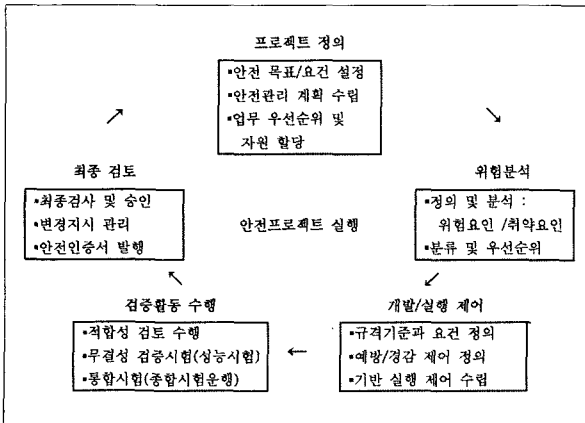 프로젝트 정의
▪안전 목표/요건 설정
▪안전관리 계획 수립
▪업무 우선순위 및
자원 할당
최종 검토
▪최종검사 및 승인
▪변경지시 관리
▪안전인증서 발행
안전프로젝트 실행
위험분석
▪정의 및 분석 :
위험요인 /취약요인
▪분류 및 우선순위
검증활동 수행
▪적합성 검토 수행
▪무결성 검증시험(성능시험)
▪통합시험(종합시험운행)
개발/실행 제어
▪규격기준과 요건 정의
▪예방/경감 제어 정의
▪기반 실행 제어 수립